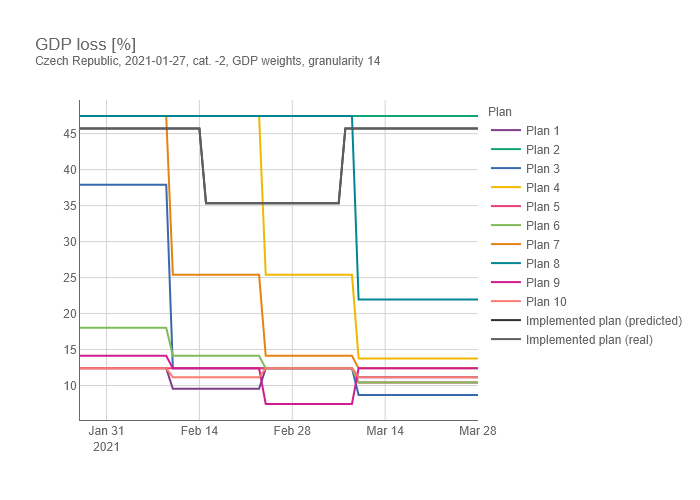 GDP loss [%]
Czech Republic, 2021-01-27, cat. -2, GDP weights, granularity 14
45
40
35
30
25
20
15
10
Jan 31
2021
Feb 14
Feb 28
Mar 14
Mar 28
Plan
Plan 1
Plan 2
Plan 3
Plan 4
Plan 5
Plan 6
Plan 7
Plan 8
Plan 9
Plan 10
Implemented plan (predicted)
Implemented plan (real)